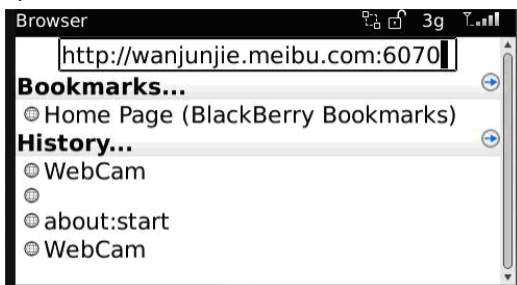 Browser 3g
http://wanjunjie.meibu.com:6070
Bookmarks...
Home Page (BlackBerry Bookmarks)
History...
WebCam
about:start
WebCam